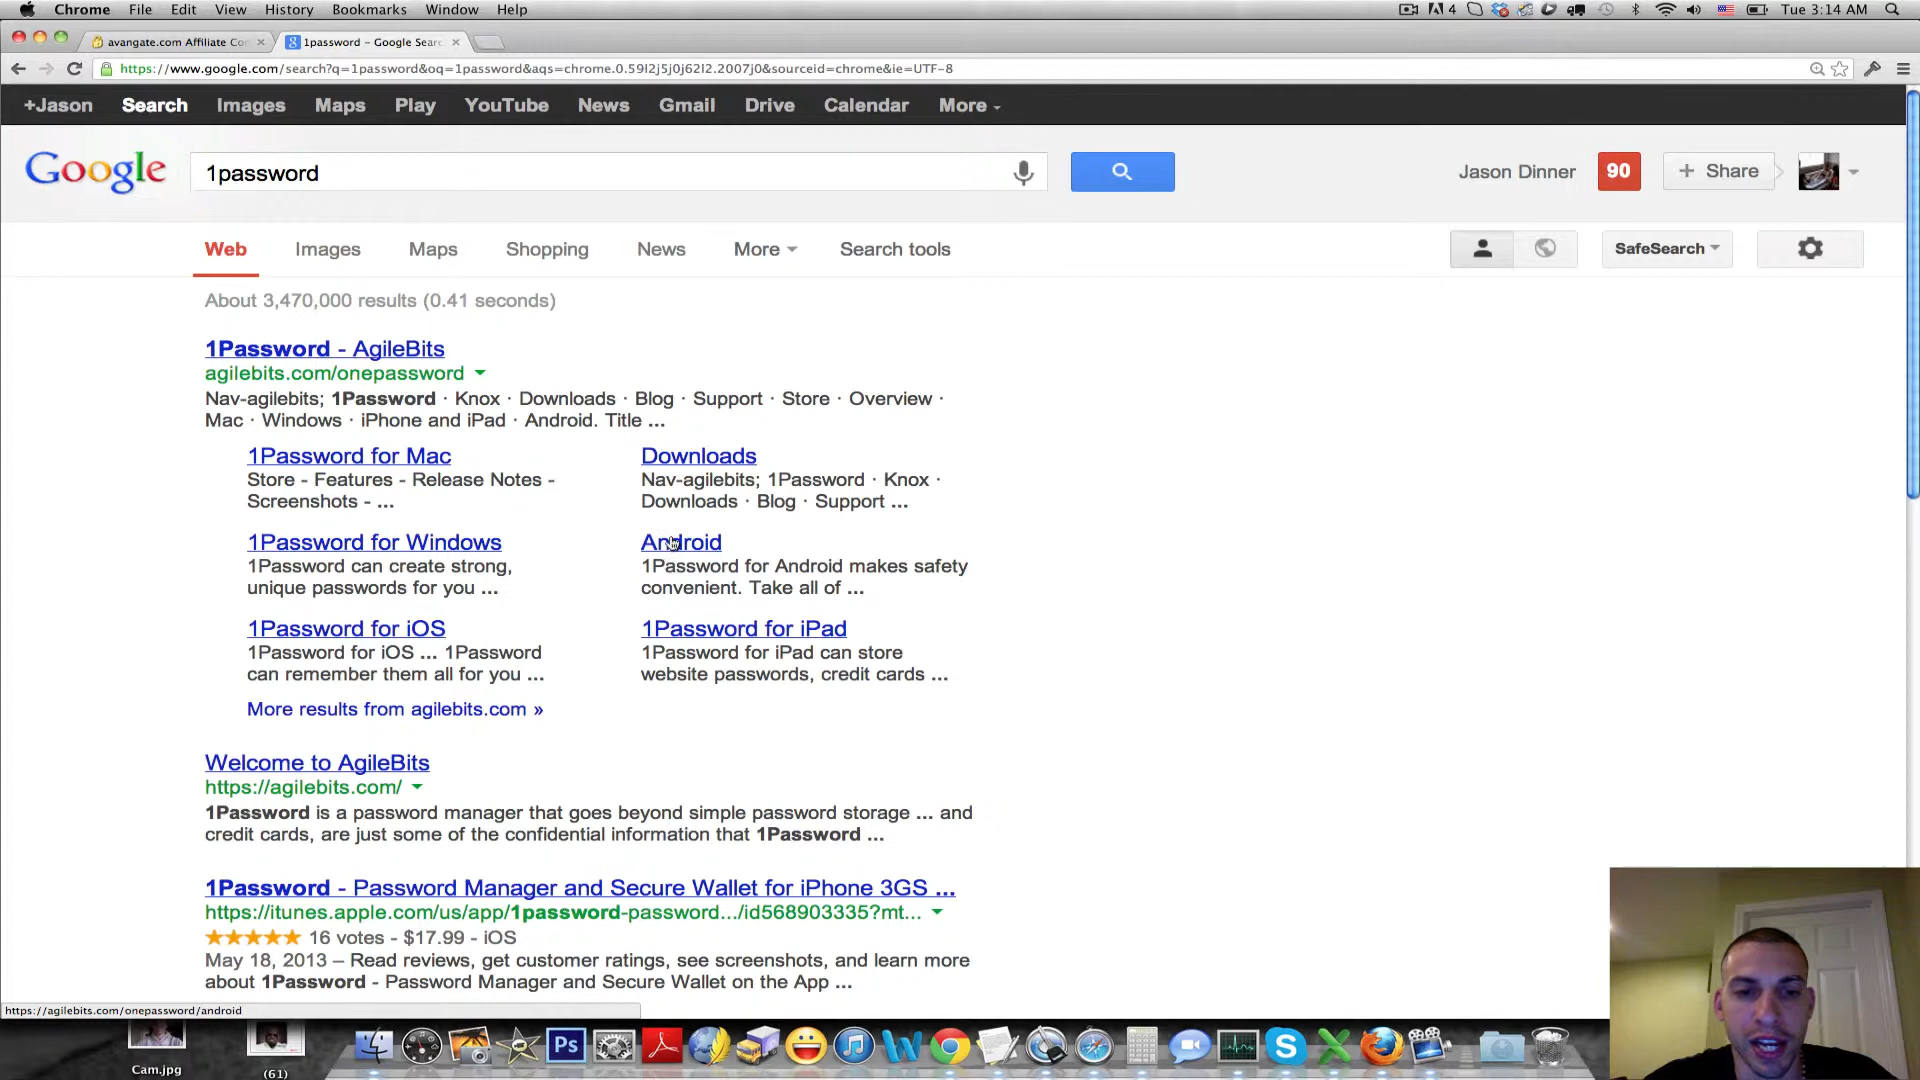 Chrome File Edit View History Bookmarks Window Help
4 Tue 3:14 AM
avangate.com Affiliate Co
1password – Google Searc
https://www.google.com/search?q=1password&oq=1password&aqs=chrome.0.59l2j5j0j62l2.2007j0&sourceid=chrome&ie=UTF-8
+Jason Search Images Maps Play YouTube News Gmail Drive Calendar More
Google 1password Jason Dinner 90 + Share
Web Images Maps Shopping News More Search tools SafeSearch
About 3,470,000 results (0.41 seconds)
1Password - AgileBits
agilebits.com/onepassword
Nav-agilebits; 1Password · Knox · Downloads · Blog · Support · Store · Overview ·
Mac · Windows · iPhone and iPad · Android. Title ...
1Password for Mac
Store - Features - Release Notes -
Screenshots - ...
Downloads
Nav-agilebits; 1Password · Knox ·
Downloads · Blog · Support ...
1Password for Windows
1Password can create strong,
unique passwords for you ...
Android
1Password for Android makes safety
convenient. Take all of ...
1Password for iOS
1Password for iOS ... 1Password
can remember them all for you ...
1Password for iPad
1Password for iPad can store
website passwords, credit cards ...
More results from agilebits.com »
Welcome to AgileBits
https://agilebits.com/
1Password is a password manager that goes beyond simple password storage ... and
credit cards, are just some of the confidential information that 1Password ...
1Password - Password Manager and Secure Wallet for iPhone 3GS ...
https://itunes.apple.com/us/app/1password-password.../id568903335?mt...
16 votes - $17.99 - iOS
May 18, 2013 – Read reviews, get customer ratings, see screenshots, and learn more
about 1Password - Password Manager and Secure Wallet on the App ...
https://agilebits.com/onepassword/android
Ps
Cam.jpg
(61)